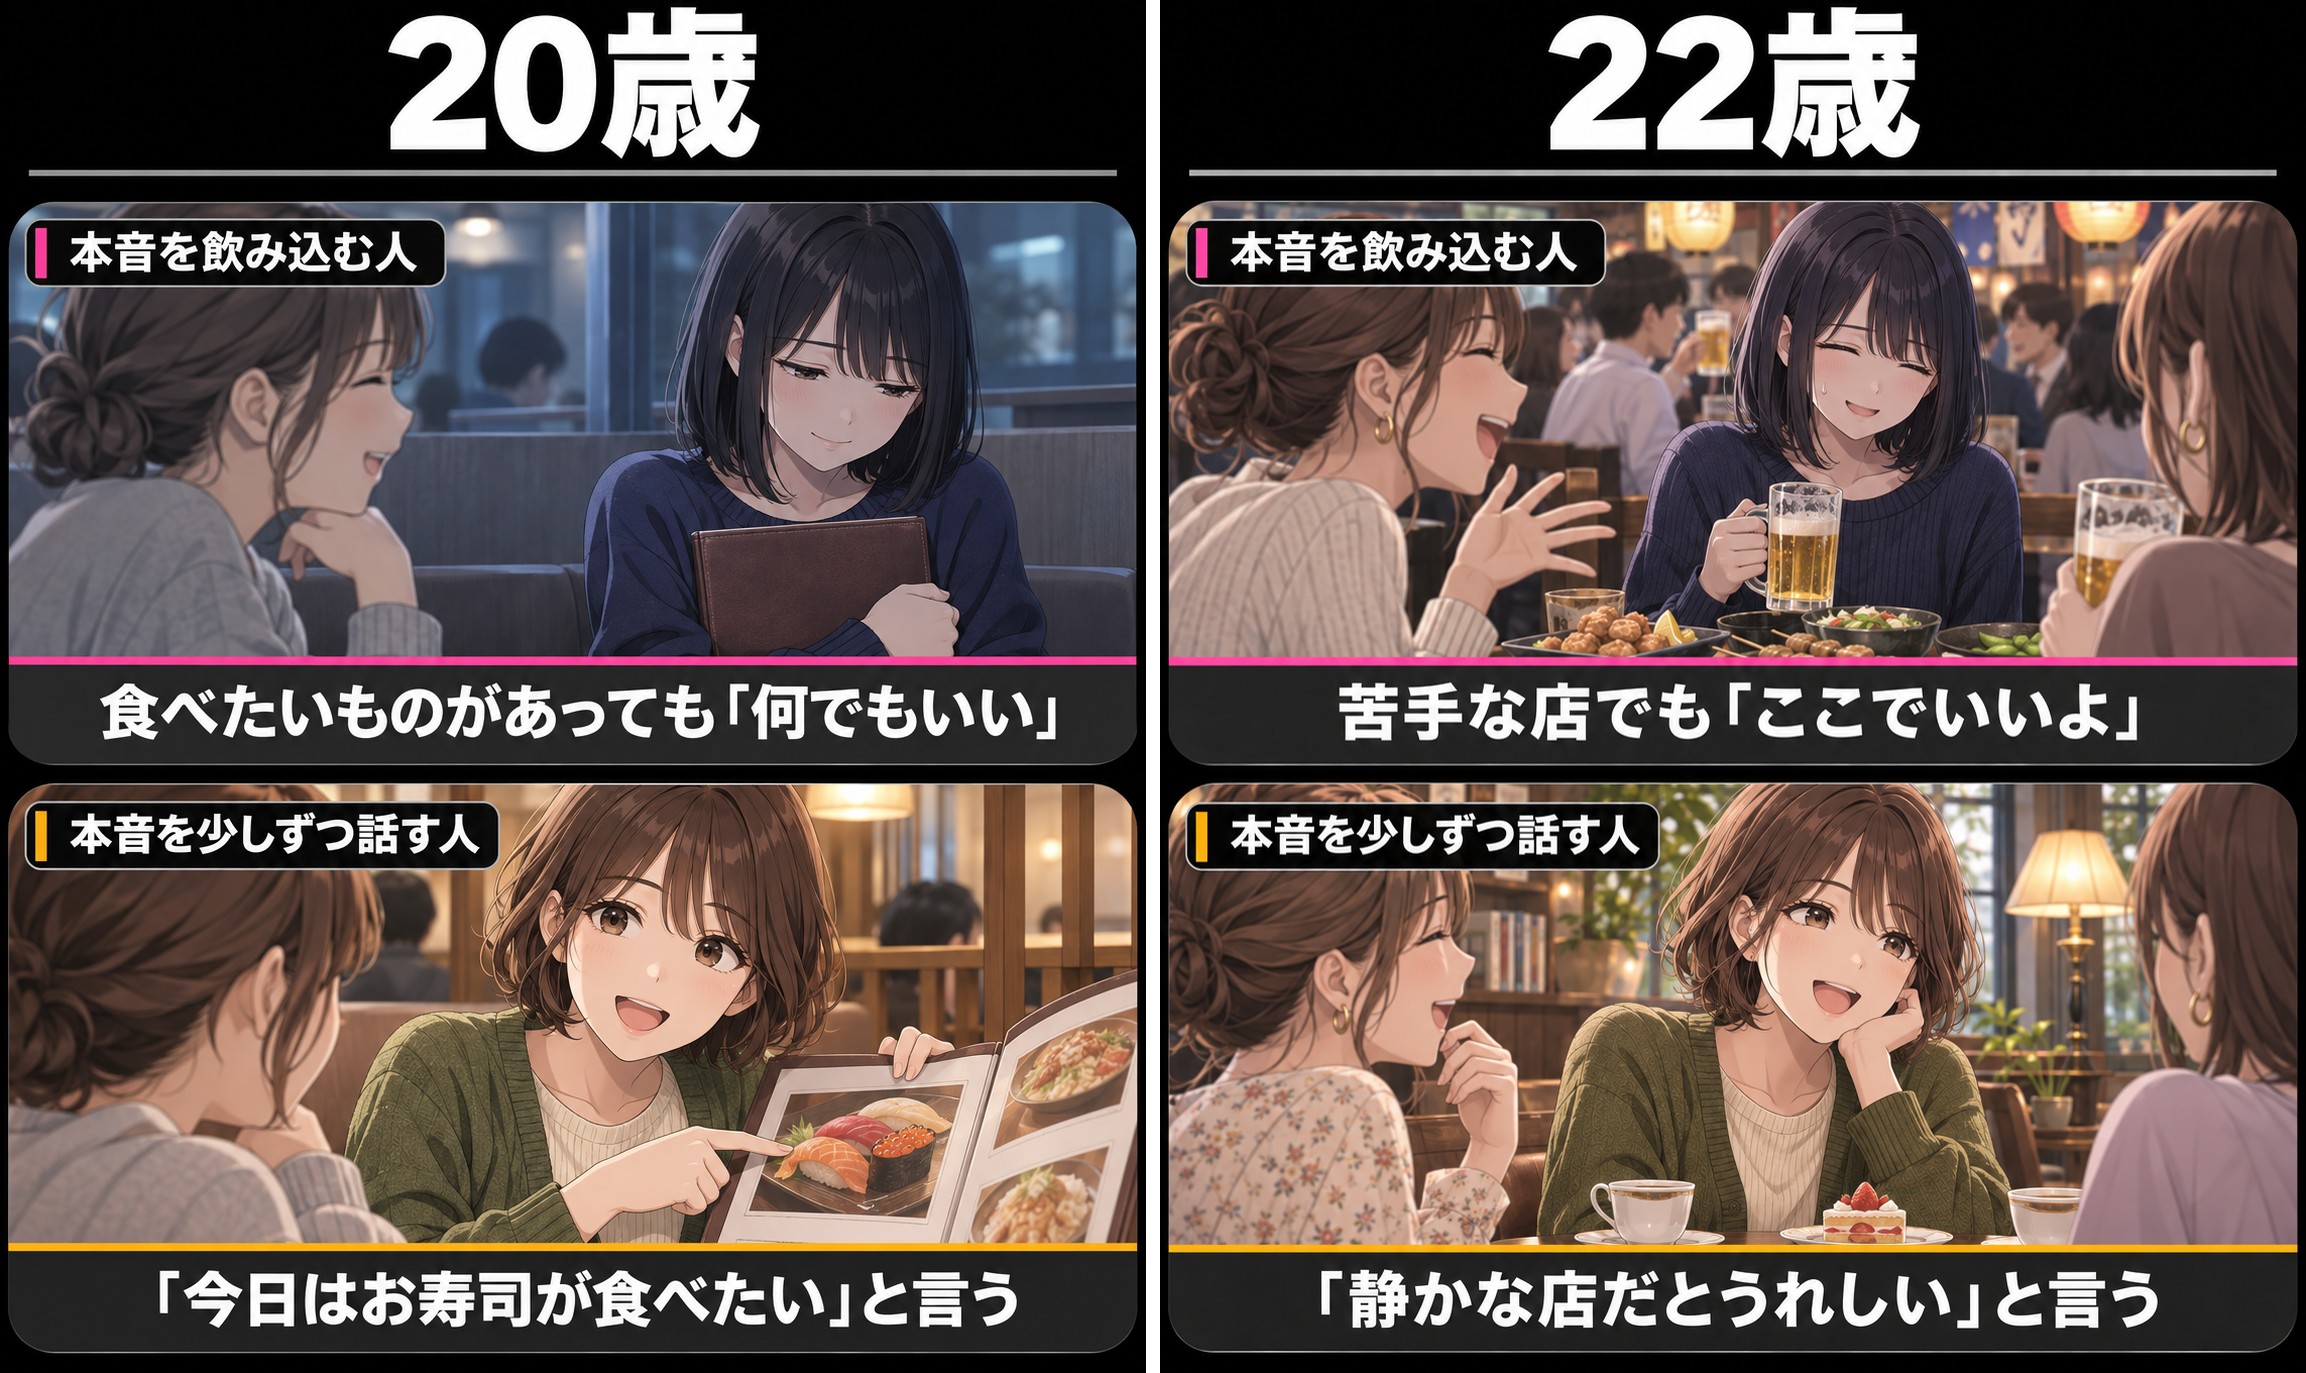 20歳
本音を飲み込む人
食べたいものがあっても「何でもいい」
本音を少しずつ話す人
「今日はお寿司が食べたい」と言う
22歳
本音を飲み込む人
苦手な店でも「ここでいいよ」
本音を少しずつ話す人
「静かな店だとうれしい」と言う